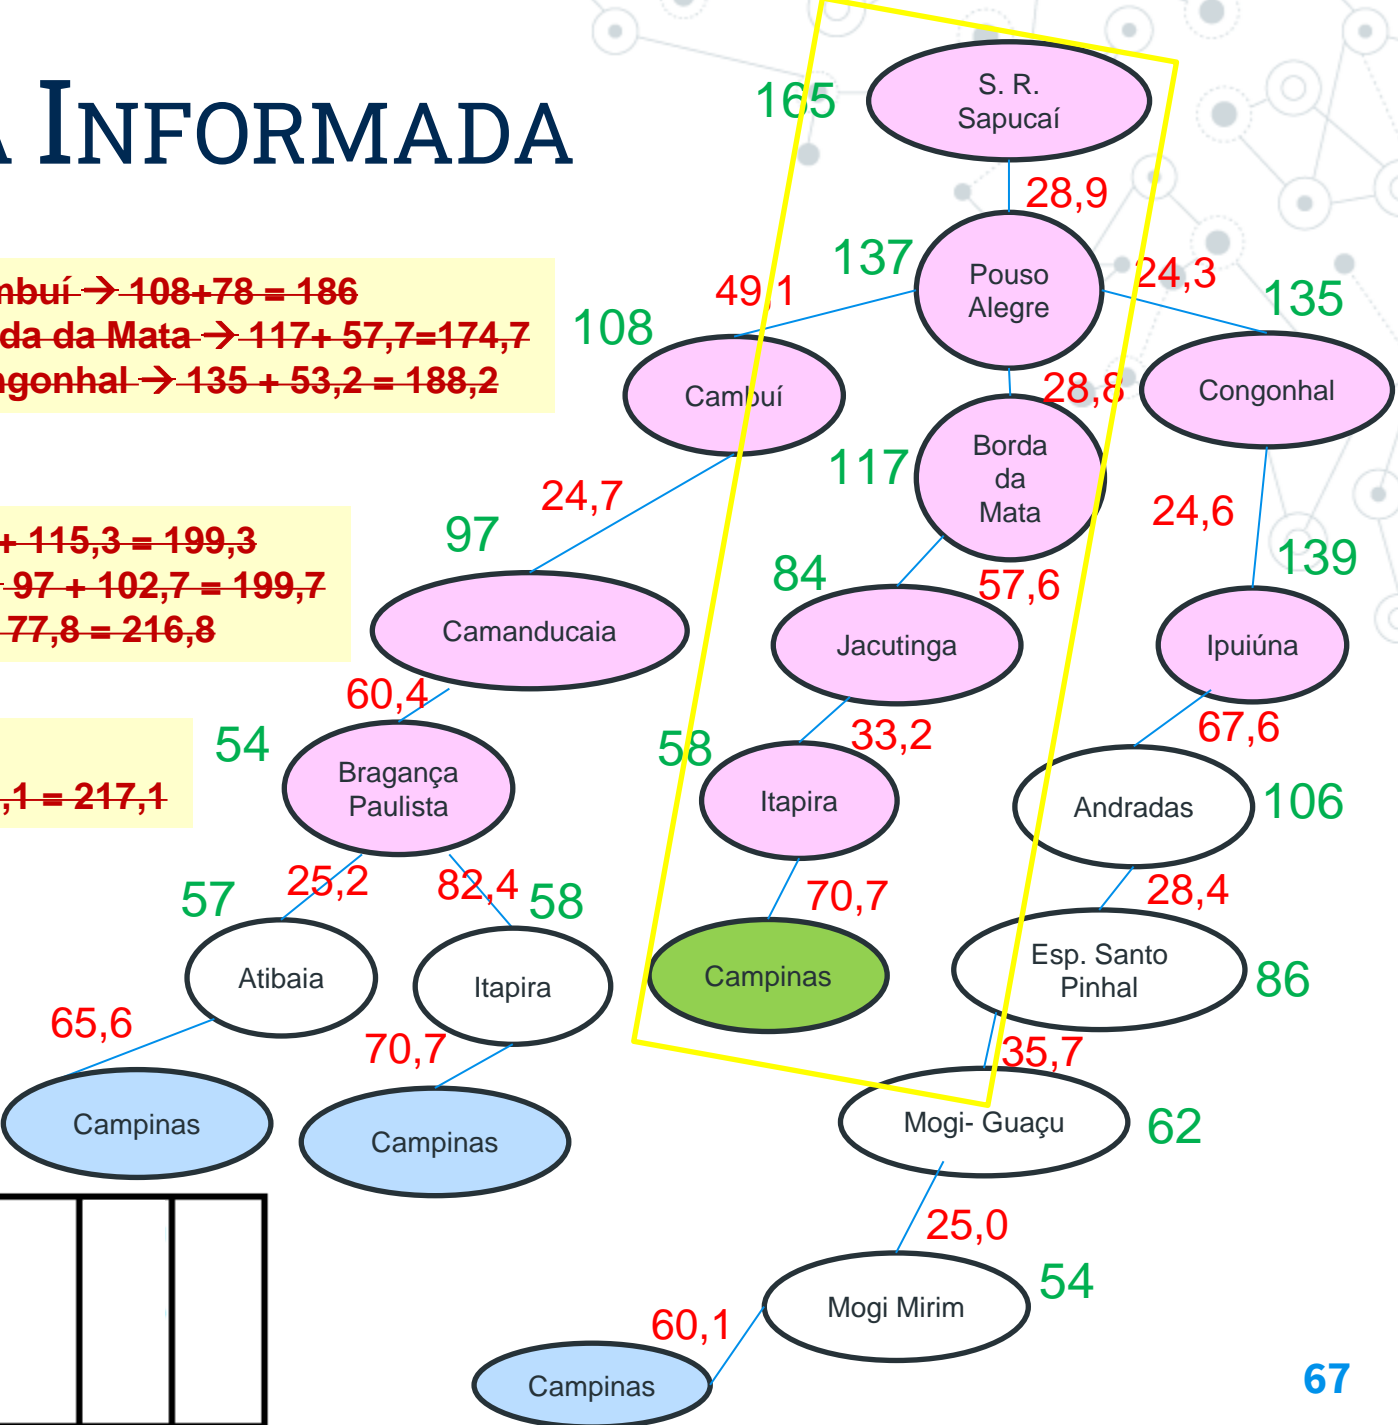 A INFORMADA
mbuí → 108+78 = 186
da da Mata → 117+ 57,7=174,7
ngonhal → 135 + 53,2 = 188,2
+ 115,3 = 199,3
97 + 102,7 = 199,7
77,8 = 216,8
,1 = 217,1
165
S. R.
Sapucaí
28,9
137
Pouso
Alegre
24,3
135
49,1
108
Cambuí
28,8
Congonhal
117
Borda
da
Mata
24,7
24,6
97
84
57,6
139
Camanducaia
Jacutinga
Ipuiúna
60,4
54
58
33,2
67,6
Bragança
Paulista
Itapira
Andradas
106
25,2
82,4
70,7
28,4
57
58
Atibaia
Itapira
Campinas
Esp. Santo
Pinhal
86
65,6
70,7
35,7
Campinas
Campinas
Mogi- Guaçu
62
25,0
54
Mogi Mirim
60,1
Campinas
67